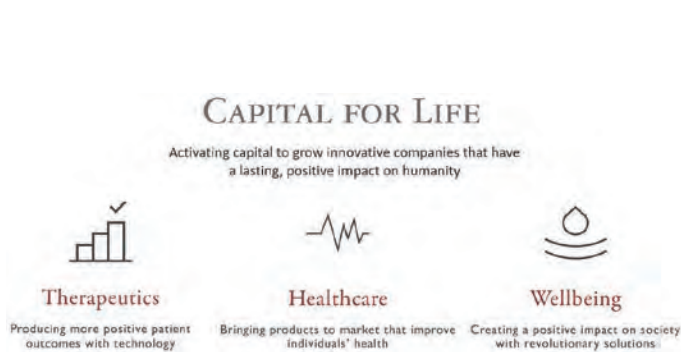 CAPITAL FOR LIFE
Activating capital to grow innovative companies that have
a lasting, positive impact on humanity
Therapeutics
Healthcare
Wellbeing
Producing more positive patient
outcomes with technology
Bringing products to market that improve
individuals' health
Creating a positive impact on society
with revolutionary solutions